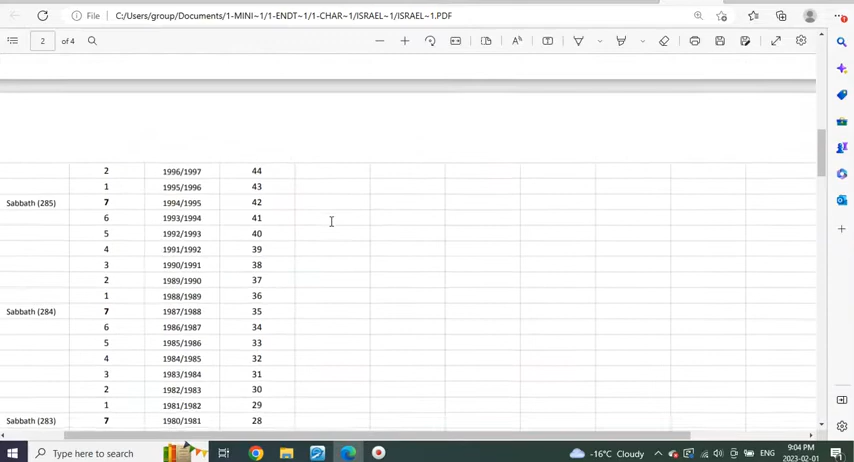 File C:/Users/group/Documents/1-MINI~1/1-ENDT~1/1-CHAR~1/ISRAEL~1/ISRAEL~1.PDF
2 of 4
2 1996/1997 44
1 1995/1996 43
Sabbath (285) 7 1994/1995 42
6 1993/1994 41
5 1992/1993 40
4 1991/1992 39
3 1990/1991 38
2 1989/1990 37
1 1988/1989 36
Sabbath (284) 7 1987/1988 35
6 1986/1987 34
5 1985/1986 33
4 1984/1985 32
3 1983/1984 31
2 1982/1983 30
1 1981/1982 29
Sabbath (283) 7 1980/1981 28
Type here to search
-16°C Cloudy
ENG
9:04 PM
2023-02-01